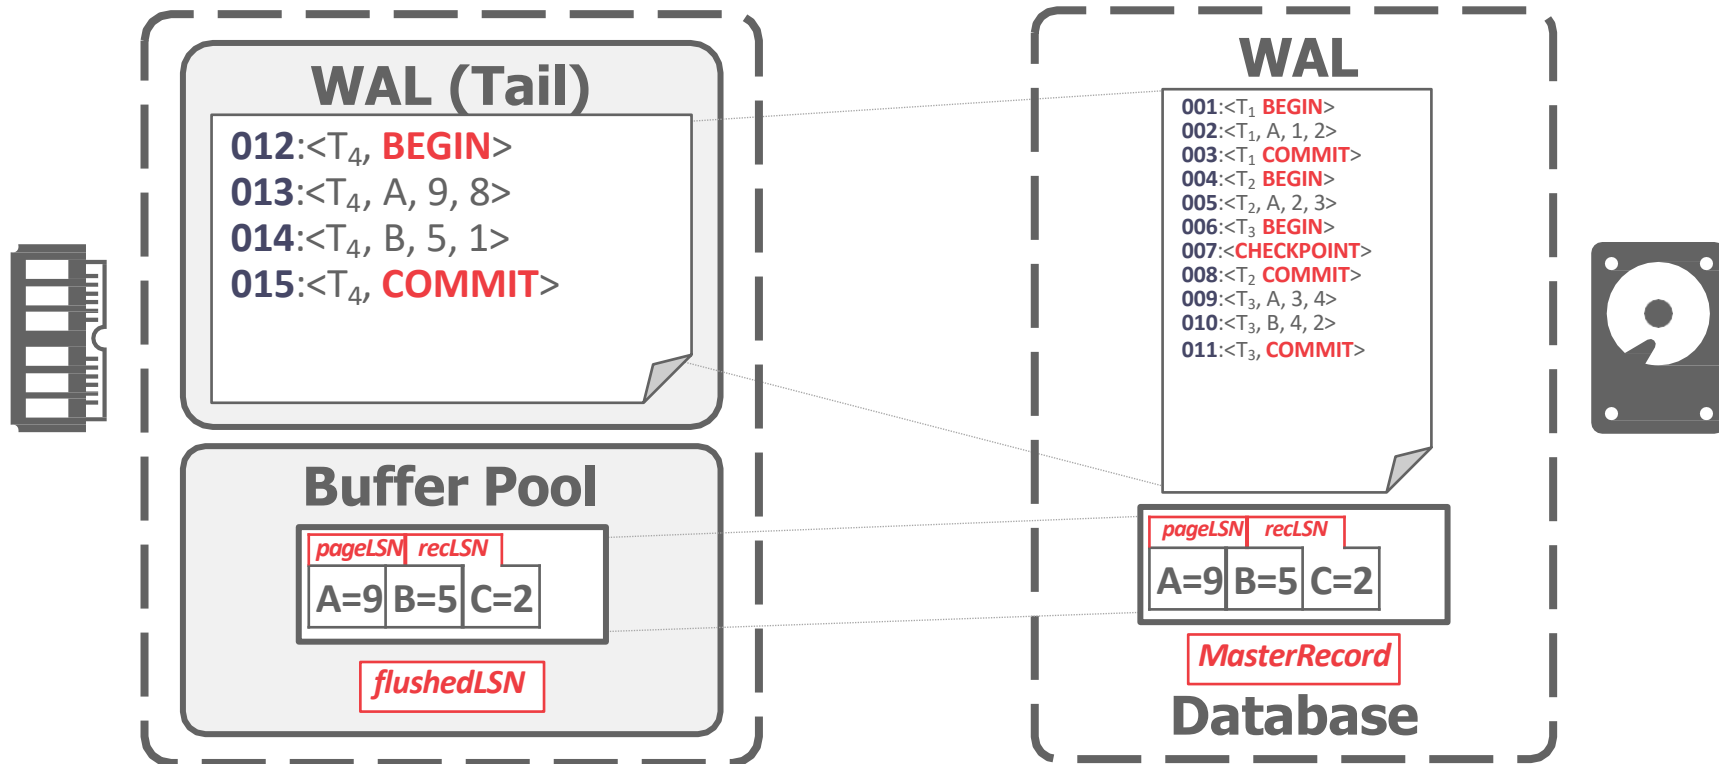 WAL (Tail)
012:<T4, BEGIN>
013:<T4, A, 9, 8>
014:<T4, B, 5, 1>
015:<T4, COMMIT>
Buffer Pool
pageLSN recLSN
A=9 B=5 C=2
flushedLSN
WAL
001:<T1 BEGIN>
002:<T1, A, 1, 2>
003:<T1 COMMIT>
004:<T2 BEGIN>
005:<T2, A, 2, 3>
006:<T3 BEGIN>
007:<CHECKPOINT>
008:<T2 COMMIT>
009:<T3, A, 3, 4>
010:<T3, B, 4, 2>
011:<T3, COMMIT>
pageLSN recLSN
A=9 B=5 C=2
MasterRecord
Database